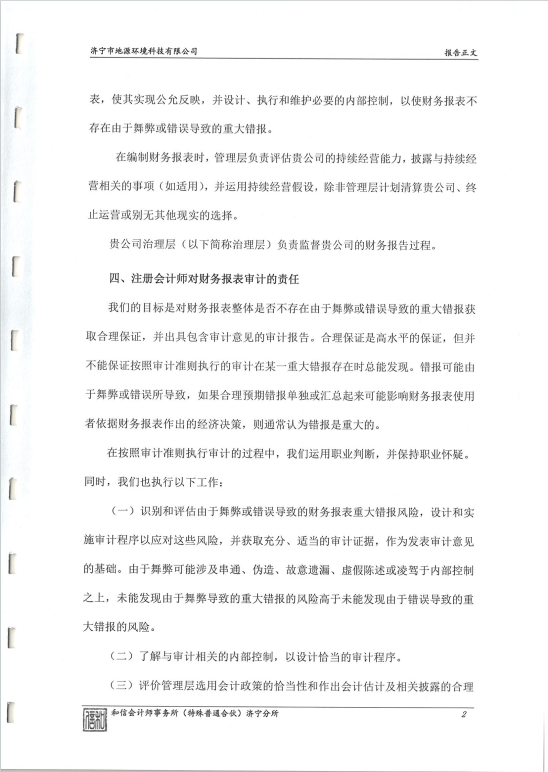 济宁市地源环境科技有限公司 报告正文
表，使其实现公允反映，并设计、执行和维护必要的内部控制，以使财务报表不
存在由于舞弊或错误导致的重大错报。
在编制财务报表时，管理层负责评估贵公司的持续经营能力，披露与持续经
营相关的事项（如适用），并运用持续经营假设，除非管理层计划清算贵公司、终
止运营或别无其他现实的选择。
贵公司治理层（以下简称治理层）负责监督贵公司的财务报告过程。
四、注册会计师对财务报表审计的责任
我们的目标是对财务报表整体是否不存在由于舞弊或错误导致的重大错报获
取合理保证，并出具包含审计意见的审计报告。合理保证是高水平的保证，但并
不能保证按照审计准则执行的审计在某一重大错报存在时总能发现。错报可能由
于舞弊或错误所导致，如果合理预期错报单独或汇总起来可能影响财务报表使用
者依据财务报表作出的经济决策，则通常认为错报是重大的。
在按照审计准则执行审计的过程中，我们运用职业判断，并保持职业怀疑。
同时，我们也执行以下工作：
（一）识别和评估由于舞弊或错误导致的财务报表重大错报风险，设计和实
施审计程序以应对这些风险，并获取充分、适当的审计证据，作为发表审计意见
的基础。由于舞弊可能涉及串通、伪造、故意遗漏、虚假陈述或凌驾于内部控制
之上，未能发现由于舞弊导致的重大错报的风险高于未能发现由于错误导致的重
大错报的风险。
（二）了解与审计相关的内部控制，以设计恰当的审计程序。
（三）评价管理层选用会计政策的恰当性和作出会计估计及相关披露的合理
和信会计师事务所（特殊普通合伙）济宁分所 2